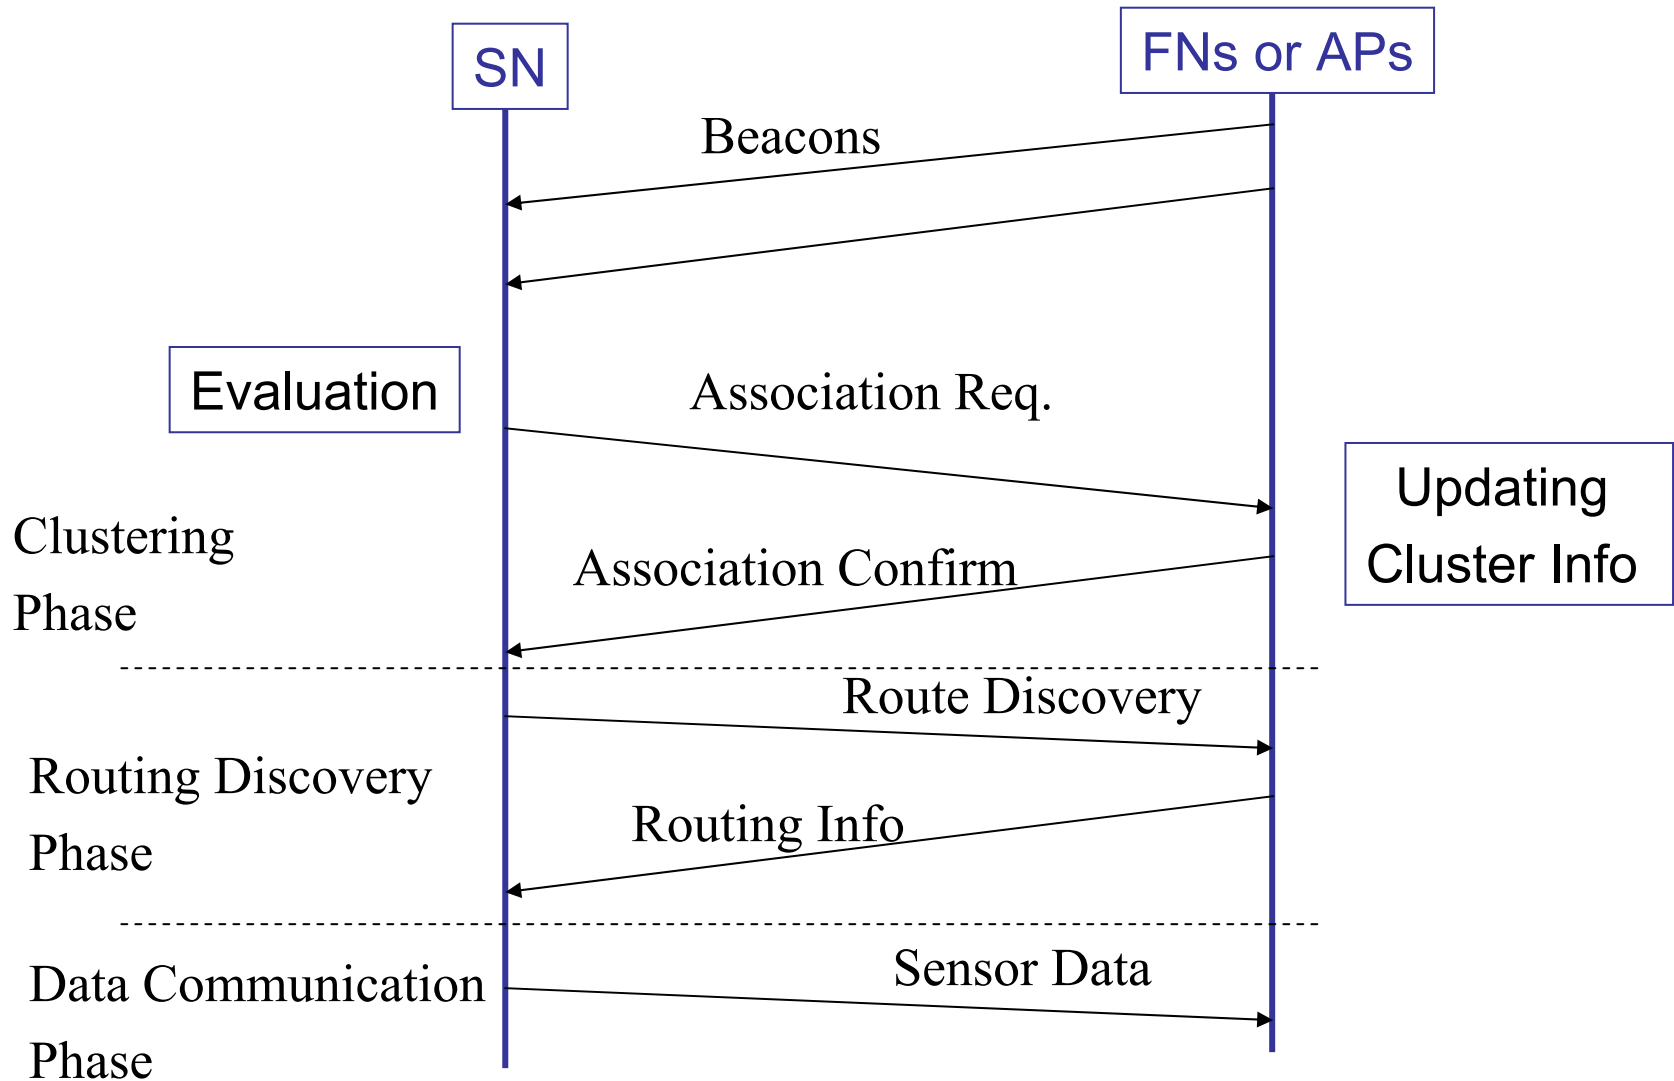 SN
FNs or APs
Beacons
Evaluation
Association Req.
Updating
Cluster Info
Clustering
Phase
Association Confirm
Route Discovery
Routing Discovery
Phase
Routing Info
Sensor Data
Data Communication
Phase